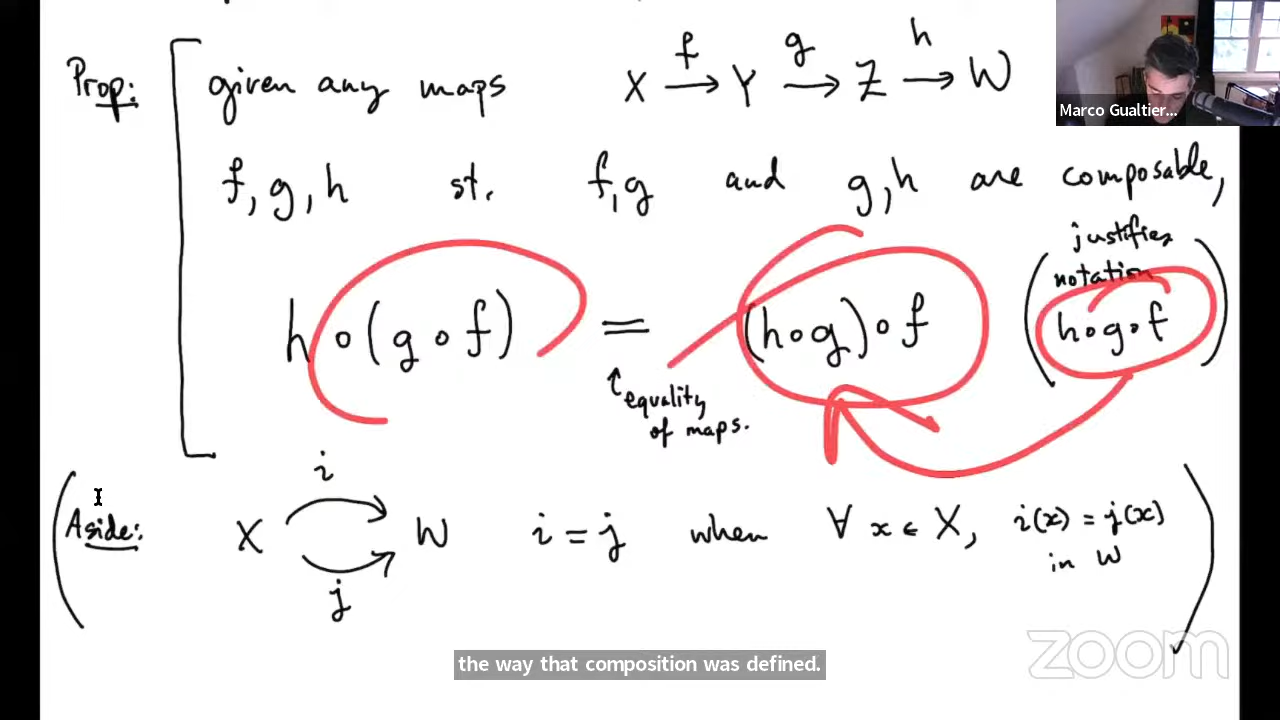 Prop: given any maps X →f Y →g Z →h W
Marco Gualtier...
f, g, h st. f,g and g,h are composable,
h∘(g∘f) = (h∘g)∘f (justifies notation h∘g∘f)
↑ equality of maps.
(Aside: X i j W i = j when ∀ x ∈ X, i(x) = j(x) in W)
the way that composition was defined.
zoom